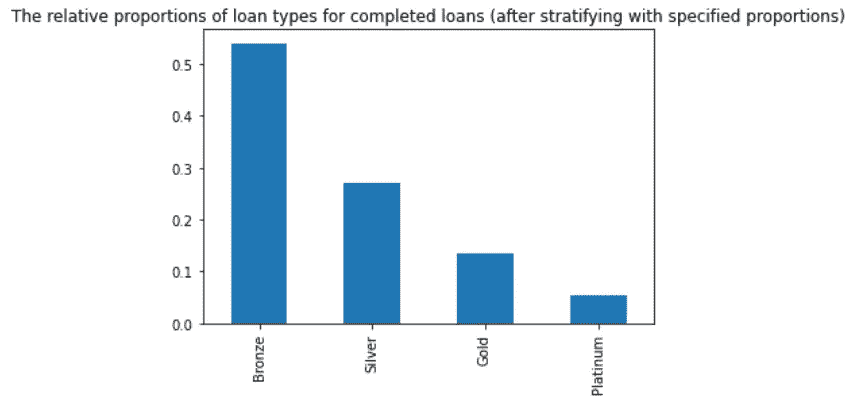 The relative proportions of loan types for completed loans (after stratifying with specified proportions)
0.5
0.4
0.3
0.2
0.1
0.0
Bronze
Silver
Gold
Platinum